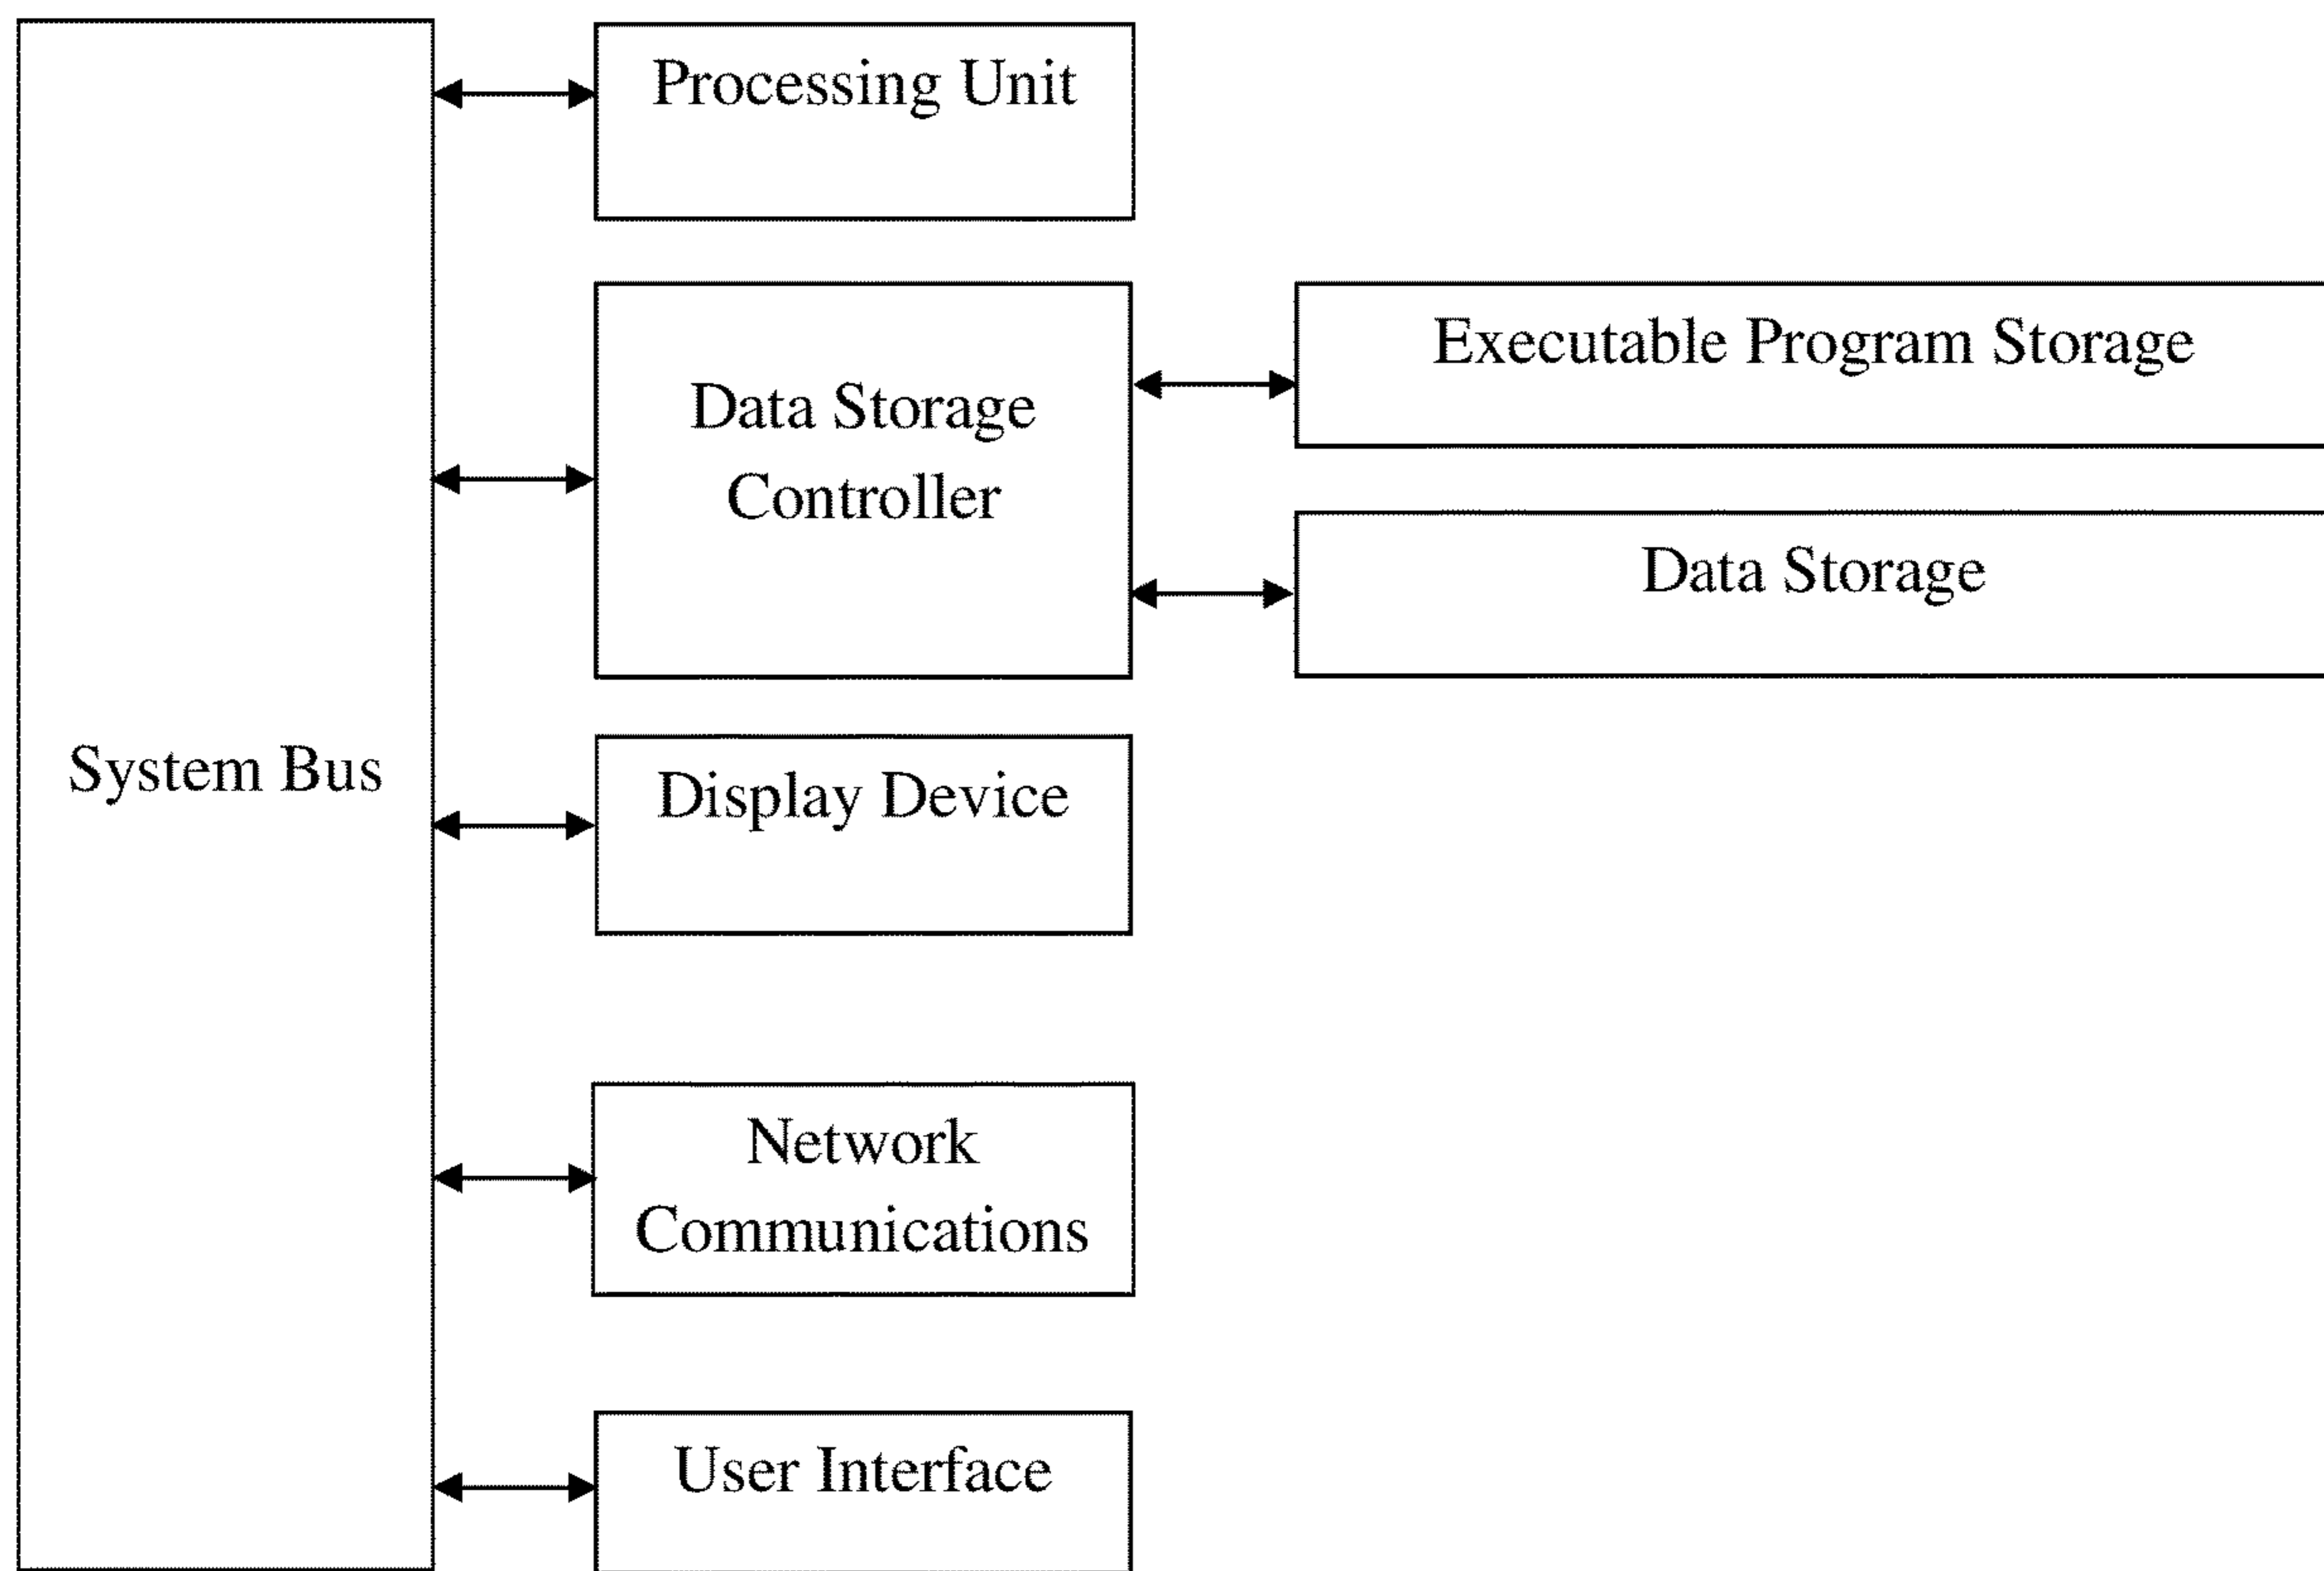 Processing Unit
Executable Program Storage
Data Storage
Controller
Data Storage
System Bus
Display Device
Network
Communications
User Interface